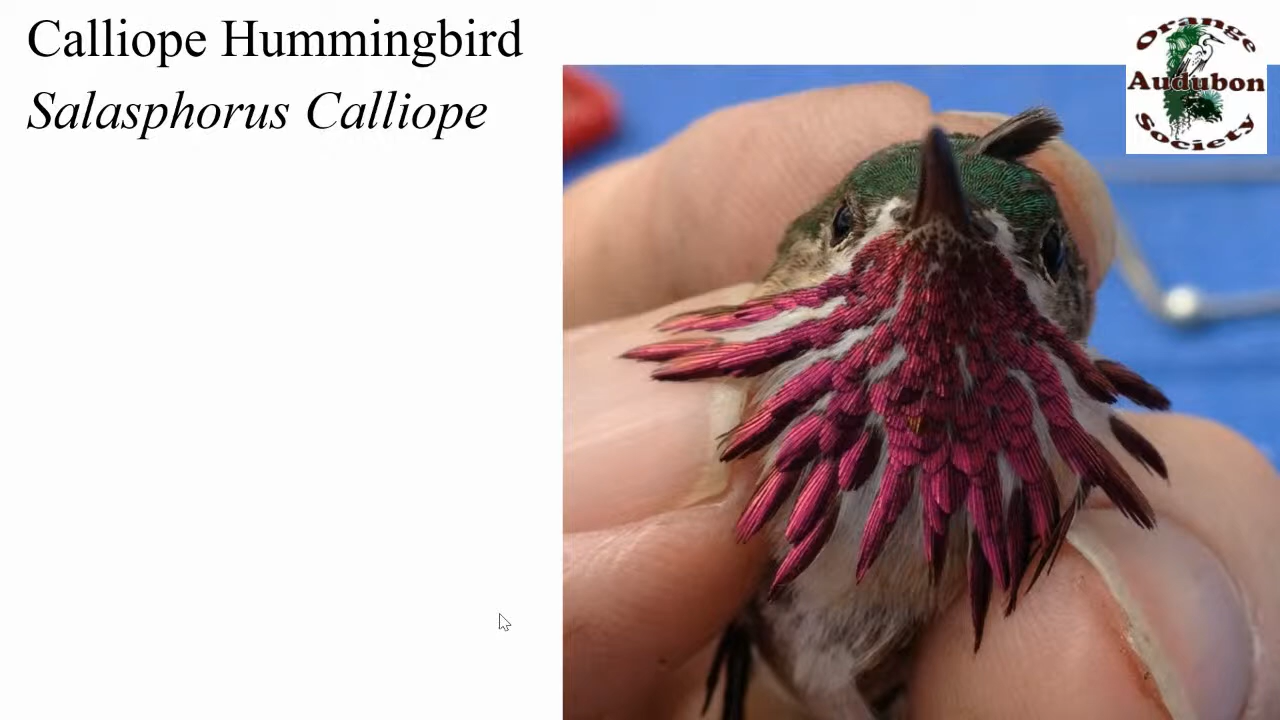 Calliope Hummingbird
Salasphorus Calliope
Orange
Audubon
Society